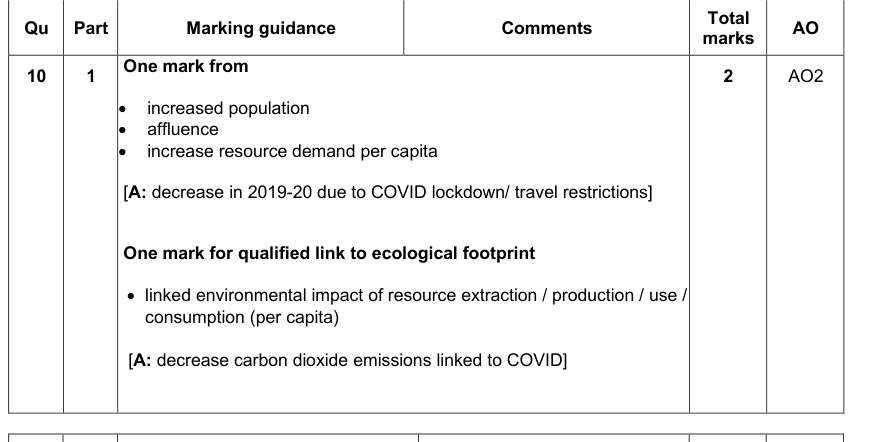 Qu Part Marking guidance Comments Total marks AO
10 1 One mark from 2 AO2
• increased population
• affluence
• increase resource demand per capita
[A: decrease in 2019-20 due to COVID lockdown/ travel restrictions]
One mark for qualified link to ecological footprint
• linked environmental impact of resource extraction / production / use /
consumption (per capita)
[A: decrease carbon dioxide emissions linked to COVID]